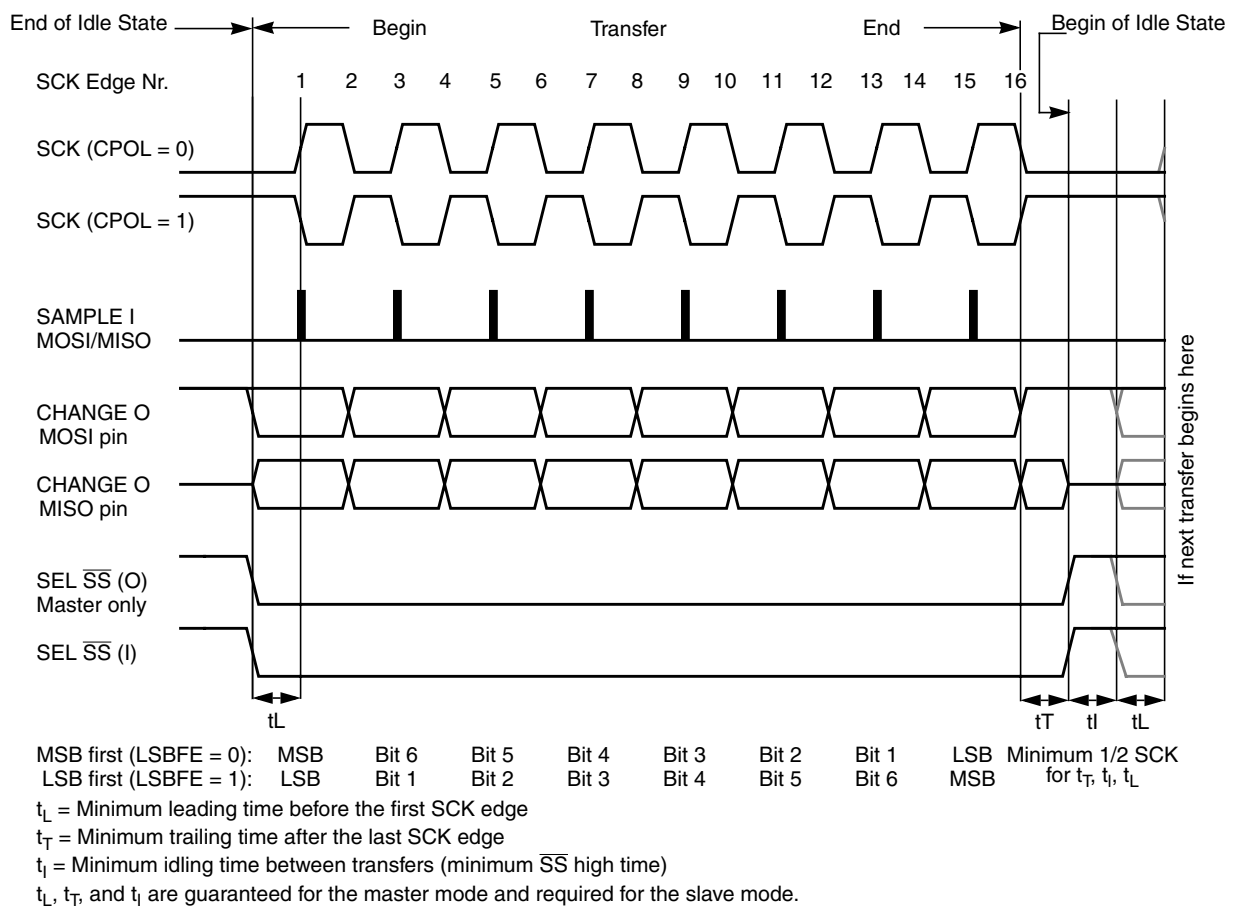 End of Idle State
Begin
Transfer
End
Begin of Idle State
SCK Edge Nr.
1 2 3 4 5 6 7 8 9 10 11 12 13 14 15 16
SCK (CPOL = 0)
SCK (CPOL = 1)
SAMPLE I
MOSI/MISO
CHANGE O
MOSI pin
CHANGE O
MISO pin
SEL S̅S̅ (O)
Master only
SEL S̅S̅ (I)
If next transfer begins here
tL
tT
tI
tL
MSB first (LSBFE = 0): MSB Bit 6 Bit 5 Bit 4 Bit 3 Bit 2 Bit 1 LSB
LSB first (LSBFE = 1): LSB Bit 1 Bit 2 Bit 3 Bit 4 Bit 5 Bit 6 MSB
Minimum 1/2 SCK
for tT, tI, tL
tL = Minimum leading time before the first SCK edge
tT = Minimum trailing time after the last SCK edge
tI = Minimum idling time between transfers (minimum S̅S̅ high time)
tL, tT, and tI are guaranteed for the master mode and required for the slave mode.